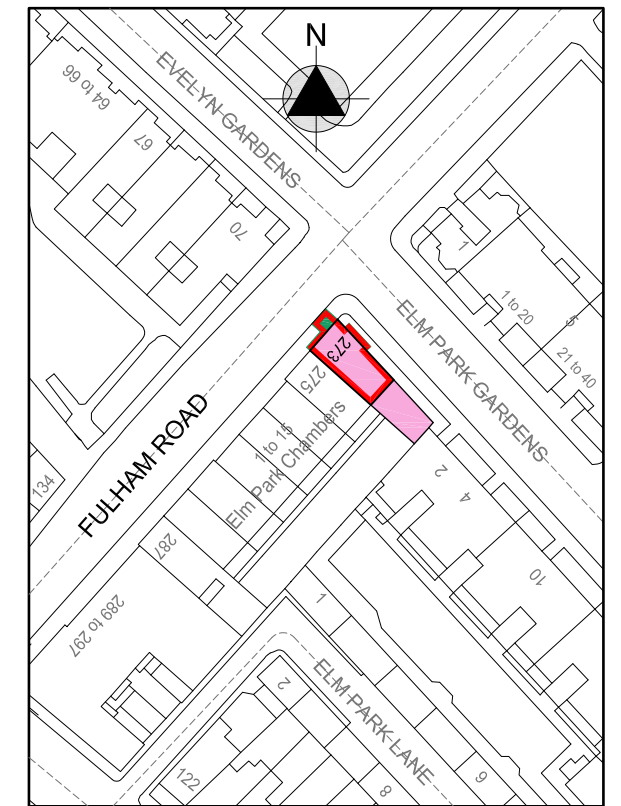 N
EVELYN GARDENS
64 to 66
67
70
1
1 to 20
5
21 to 40
ELM PARK GARDENS
273
275
1 to 15
Elm Park Chambers
FULHAM ROAD
134
287
289 to 297
2
4
10
1
ELM PARK LANE
2
122
8
9